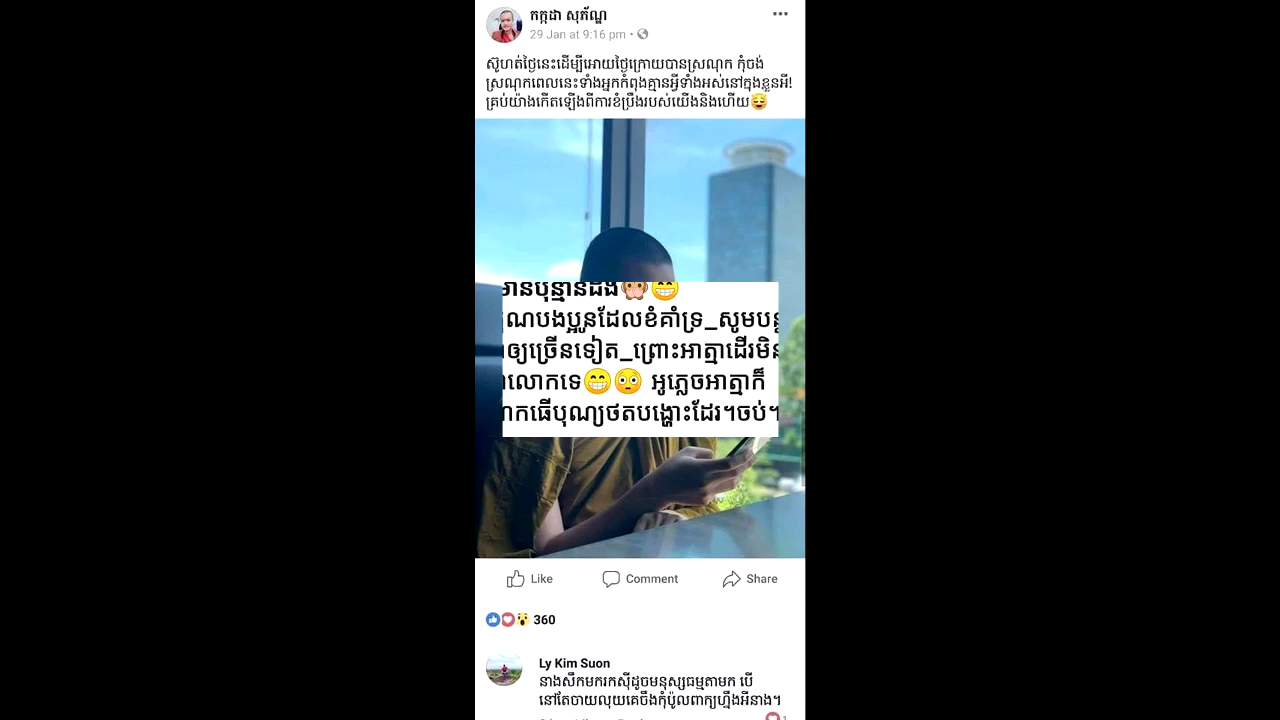 កក្កដា សុភ័ណ្ឌ
29 Jan at 9:16 pm
ស៊ូហត់ថ្ងៃនេះដើម្បីអោយថ្ងៃក្រោយបានស្រណុក កុំចង់
ស្រណុកពេលនេះទាំងអ្នកកំពុងគ្មានអ្វីទាំងអស់នៅក្នុងខ្លួនអី!
គ្រប់យ៉ាងកើតឡើងពីការខំប្រឹងរបស់យើងនិងហើយ😌
មានប៉ុន្មានដង🙊😁
គុណបងប្អូនដែលខំគាំទ្រ_សូមបន្ត
ឲ្យច្រើនទៀត_ព្រោះអាត្មាដើរមិន
លោកទេ😁😳 អូភ្លេចអាត្មាក៏
ធើបុណ្យថតបង្ហោះដែរ។ចប់។
Like Comment Share
360
Ly Kim Suon
នាងសឹកមករកស៊ីដូចមនុស្សធម្មតាមក បើ
នៅតែចាយលុយគេចឹងកុំប៉ូលពាក្យហ្នឹងអីនាង។
1